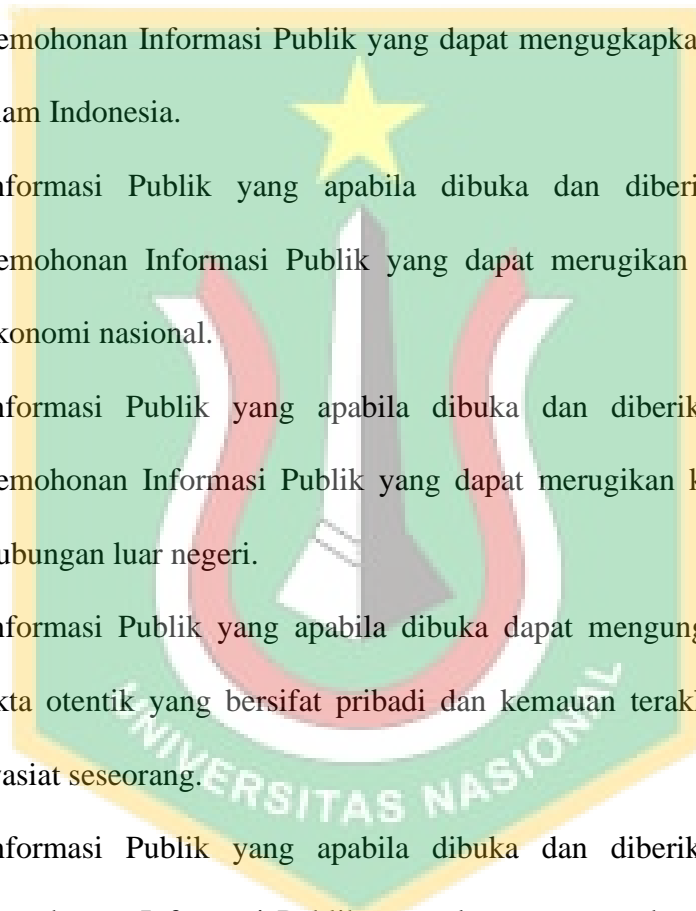 emohonan Informasi Publik yang dapat mengugkapka
lam Indonesia.
nformasi Publik yang apabila dibuka dan diberi
emohonan Informasi Publik yang dapat merugikan
konomi nasional.
nformasi Publik yang apabila dibuka dan diberik
emohonan Informasi Publik yang dapat merugikan k
ubungan luar negeri.
nformasi Publik yang apabila dibuka dapat mengung
kta otentik yang bersifat pribadi dan kemauan terak
vasiat seseorang.
UNIVERSITAS NASIONAL
nformasi Publik yang apabila dibuka dan diberik